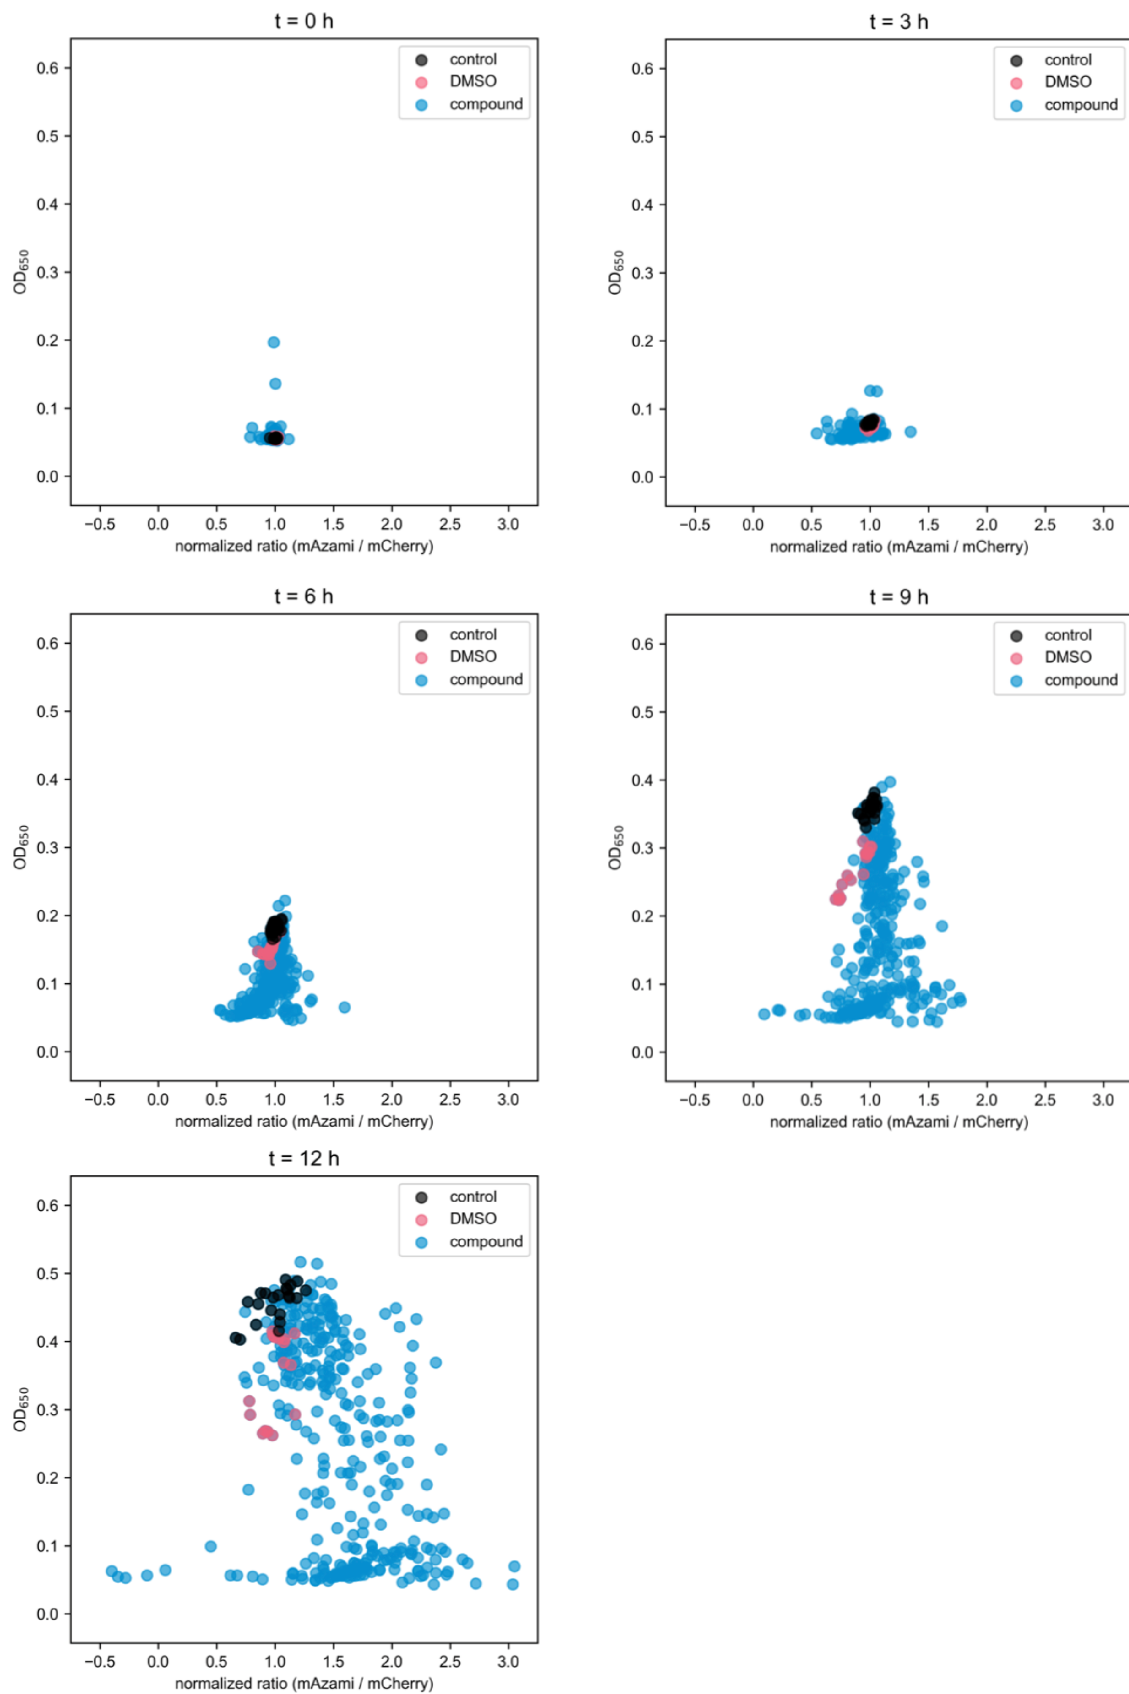 t = 0 h
control
DMSO
compound
0.6
0.5
0.4
0.3
0.2
0.1
0.0
OD650
−0.5 0.0 0.5 1.0 1.5 2.0 2.5 3.0
normalized ratio (mAzami / mCherry)
t = 3 h
control
DMSO
compound
0.6
0.5
0.4
0.3
0.2
0.1
0.0
OD650
−0.5 0.0 0.5 1.0 1.5 2.0 2.5 3.0
normalized ratio (mAzami / mCherry)
t = 6 h
control
DMSO
compound
0.6
0.5
0.4
0.3
0.2
0.1
0.0
OD650
−0.5 0.0 0.5 1.0 1.5 2.0 2.5 3.0
normalized ratio (mAzami / mCherry)
t = 9 h
control
DMSO
compound
0.6
0.5
0.4
0.3
0.2
0.1
0.0
OD650
−0.5 0.0 0.5 1.0 1.5 2.0 2.5 3.0
normalized ratio (mAzami / mCherry)
t = 12 h
control
DMSO
compound
0.6
0.5
0.4
0.3
0.2
0.1
0.0
OD650
−0.5 0.0 0.5 1.0 1.5 2.0 2.5 3.0
normalized ratio (mAzami / mCherry)